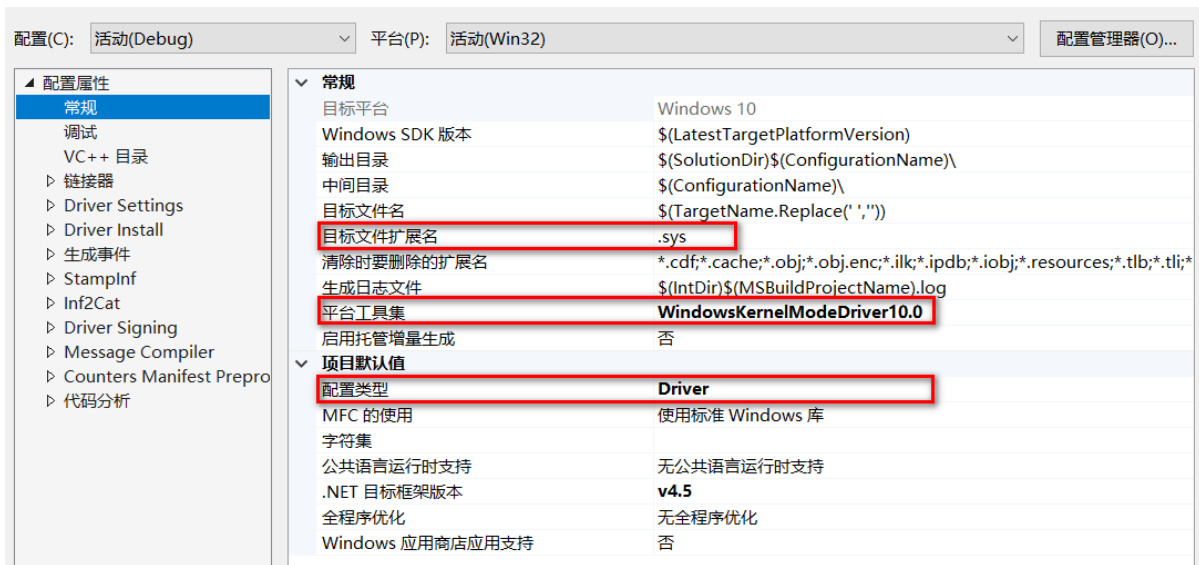 配置(C): 活动(Debug) 平台(P): 活动(Win32) 配置管理器(O)...
配置属性
常规
调试
VC++ 目录
链接器
Driver Settings
Driver Install
生成事件
StampInf
Inf2Cat
Driver Signing
Message Compiler
Counters Manifest Prepro
代码分析
常规
目标平台 Windows 10
Windows SDK 版本 $(LatestTargetPlatformVersion)
输出目录 $(SolutionDir)$(ConfigurationName)\
中间目录 $(ConfigurationName)\
目标文件名 $(TargetName.Replace(' ',''))
目标文件扩展名 .sys
清除时要删除的扩展名 *.cdf;*.cache;*.obj;*.obj.enc;*.ilk;*.ipdb;*.iobj;*.resources;*.tlb;*.tli;*
生成日志文件 $(IntDir)$(MSBuildProjectName).log
平台工具集 WindowsKernelModeDriver10.0
启用托管增量生成 否
项目默认值
配置类型 Driver
MFC 的使用 使用标准 Windows 库
字符集
公共语言运行时支持 无公共语言运行时支持
.NET 目标框架版本 v4.5
全程序优化 无全程序优化
Windows 应用商店应用支持 否